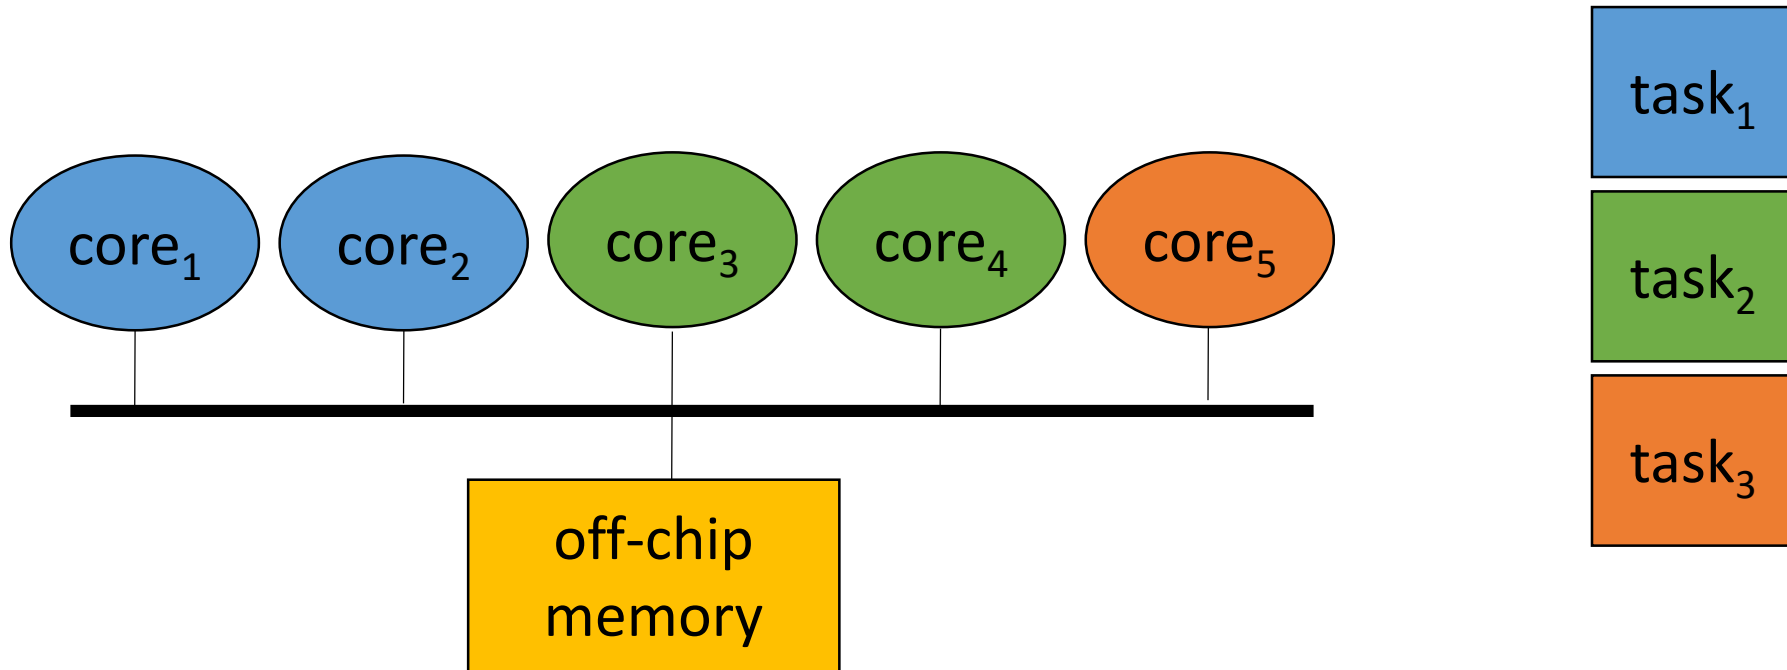 core₁
core₂
core₃
core₄
core₅
off-chip
memory
task₁
task₂
task₃